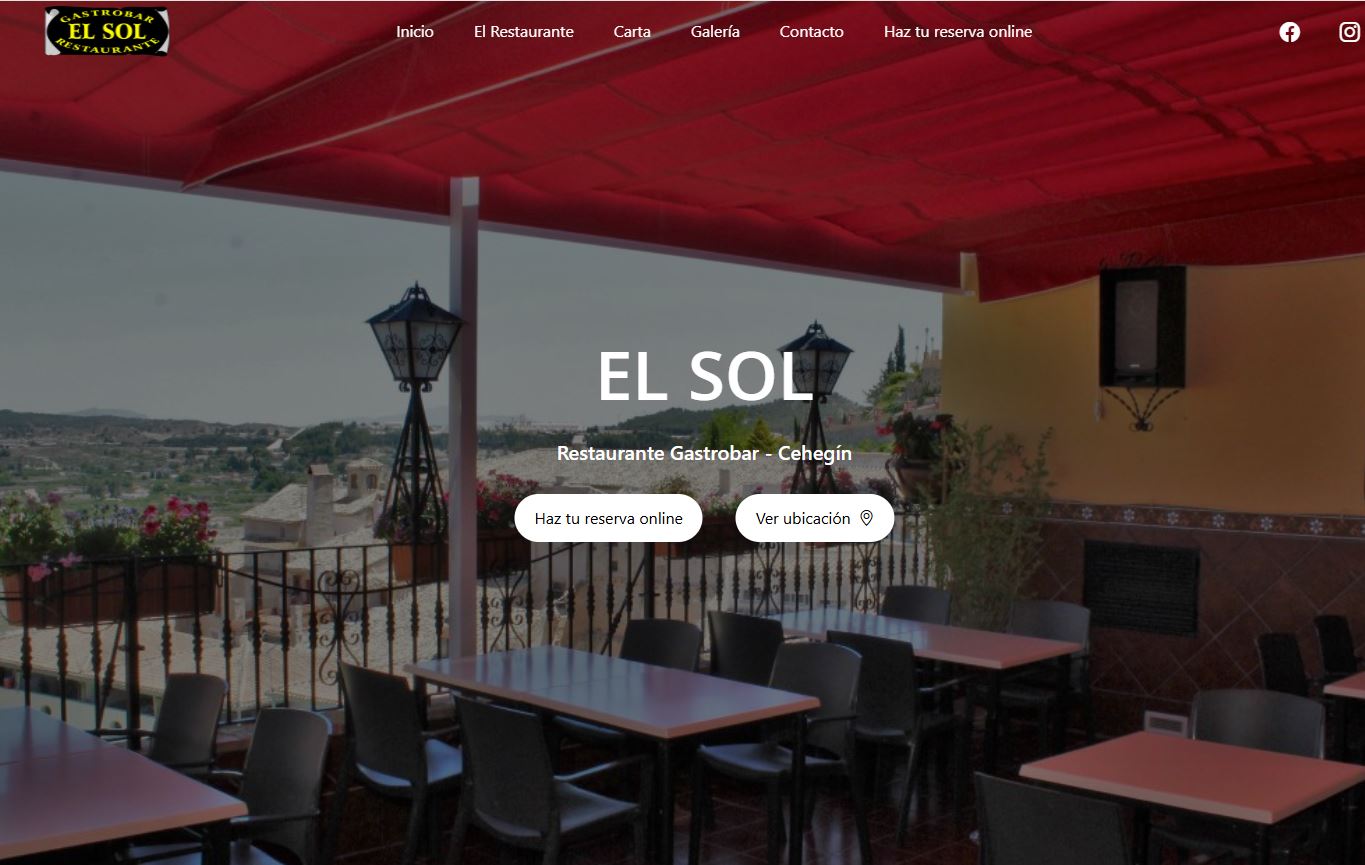 GASTROBAR
EL SOL
RESTAURANTE
Inicio
El Restaurante
Carta
Galería
Contacto
Haz tu reserva online
EL SOL
Restaurante Gastrobar - Cehegín
Haz tu reserva online
Ver ubicación